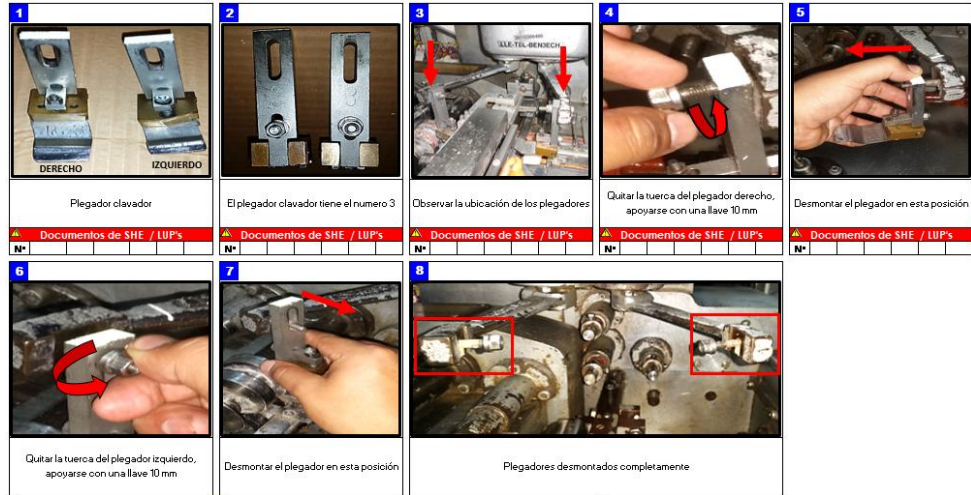 1
DERECHO
IZQUIERDO
Plegador clavador
Documentos de SHE / LUP's
N°
2
3
El plegador clavador tiene el numero 3
Documentos de SHE / LUP's
N°
3
Observar la ubicación de los plegadores
Documentos de SHE / LUP's
N°
4
Quitar la tuerca del plegador derecho,
apoyarse con una llave 10 mm
Documentos de SHE / LUP's
N°
5
Desmontar el plegador en esta posición
Documentos de SHE / LUP's
N°
6
Quitar la tuerca del plegador izquierdo,
apoyarse con una llave 10 mm
7
Desmontar el plegador en esta posición
8
Plegadores desmontados completamente